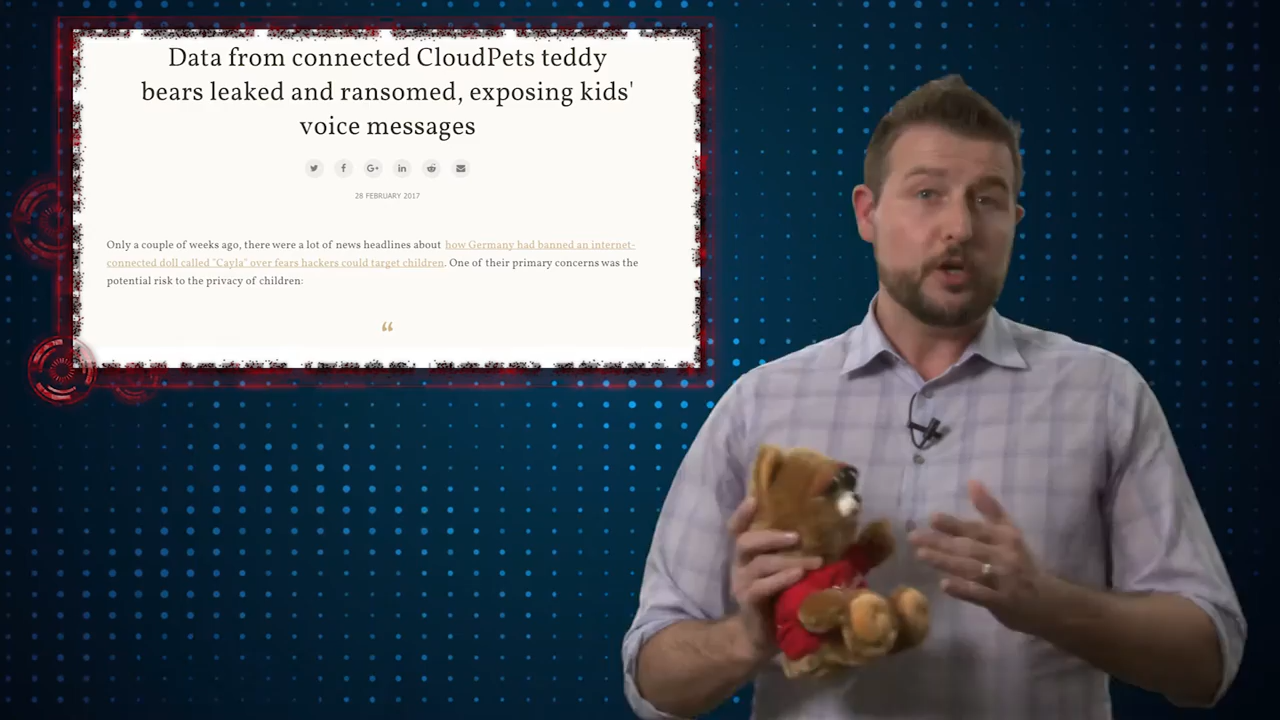 Data from connected CloudPets teddy
bears leaked and ransomed, exposing kids'
voice messages
28 FEBRUARY 2017
Only a couple of weeks ago, there were a lot of news headlines about how Germany had banned an internet-
connected doll called "Cayla" over fears hackers could target children. One of their primary concerns was the
potential risk to the privacy of children:
“